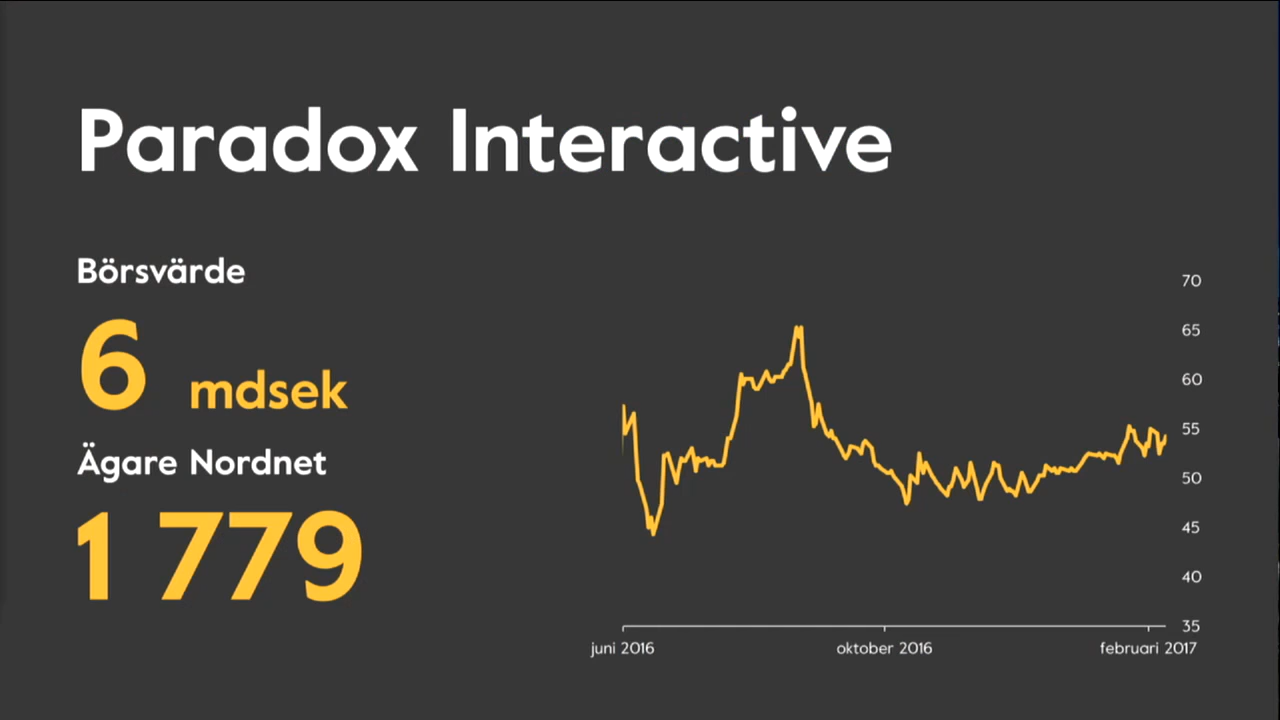 Paradox Interactive
Börsvärde
6 mdsek
Ägare Nordnet
1 779
70
65
60
55
50
45
40
35
juni 2016
oktober 2016
februari 2017